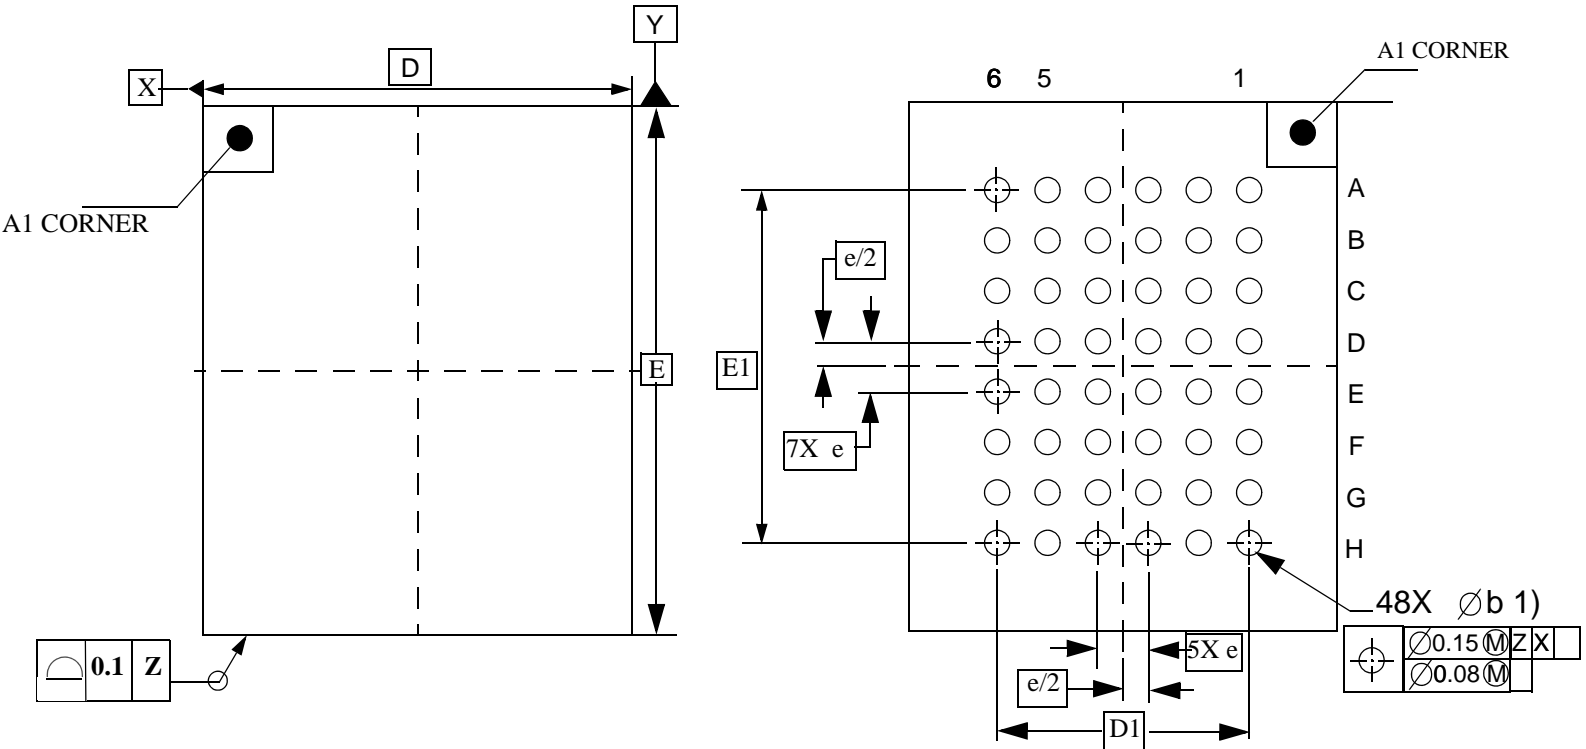 Y
X
D
A1 CORNER
E
0.1 Z
6 5 1
A1 CORNER
A
B
C
D
E
F
G
H
e/2
E1
7X e
5X e
e/2
D1
48X ∅b 1)
∅0.15 Ⓜ Z X
∅0.08 Ⓜ